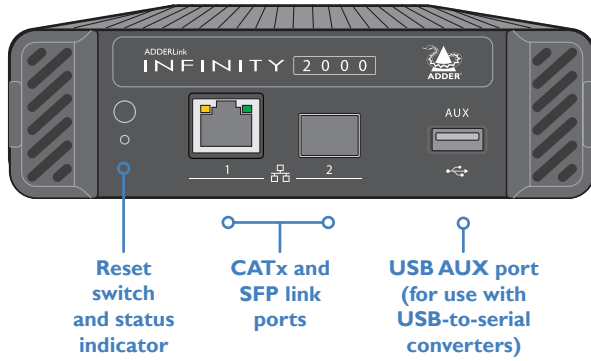 ADDERLink
INFINITY 2000
ADDER
AUX
1
2
Reset
switch
and status
indicator
CATx and
SFP link
ports
USB AUX port
(for use with
USB-to-serial
converters)